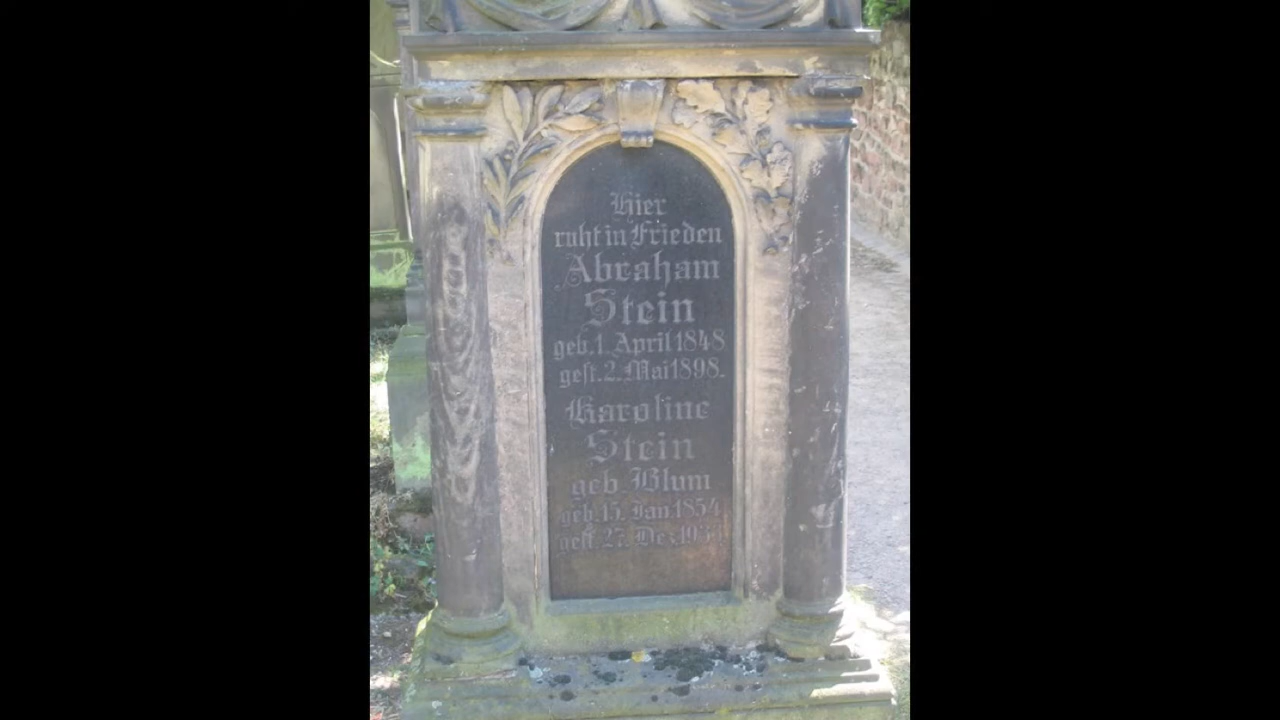 Hier
ruht in Frieden
Abraham
Stein
geb. 1. April 1848
gest. 2. Mai 1898.
Karoline
Stein
geb Blum
geb. 15. Jan 1854
gest. 27. Dez.